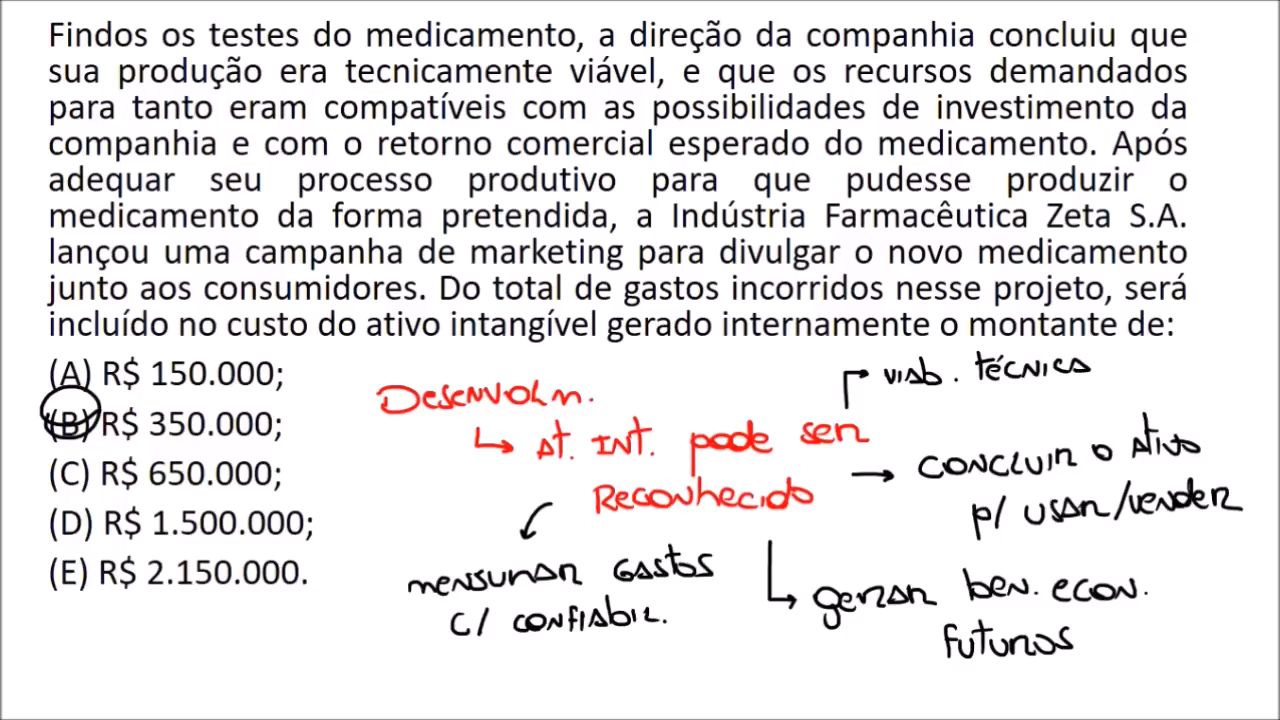 Findos os testes do medicamento, a direção da companhia concluiu que
sua produção era tecnicamente viável, e que os recursos demandados
para tanto eram compatíveis com as possibilidades de investimento da
companhia e com o retorno comercial esperado do medicamento. Após
adequar seu processo produtivo para que pudesse produzir o
medicamento da forma pretendida, a Indústria Farmacêutica Zeta S.A.
lançou uma campanha de marketing para divulgar o novo medicamento
junto aos consumidores. Do total de gastos incorridos nesse projeto, será
incluído no custo do ativo intangível gerado internamente o montante de:
(A) R$ 150.000;
(B) R$ 350.000;
(C) R$ 650.000;
(D) R$ 1.500.000;
(E) R$ 2.150.000.
Desenvolm.
At. Int. pode ser
Reconhecido
viab. técnica
concluir o ativo
p/ usar/vender
mensurar gastos
c/ confiabil.
gerar ben. econ.
futuros